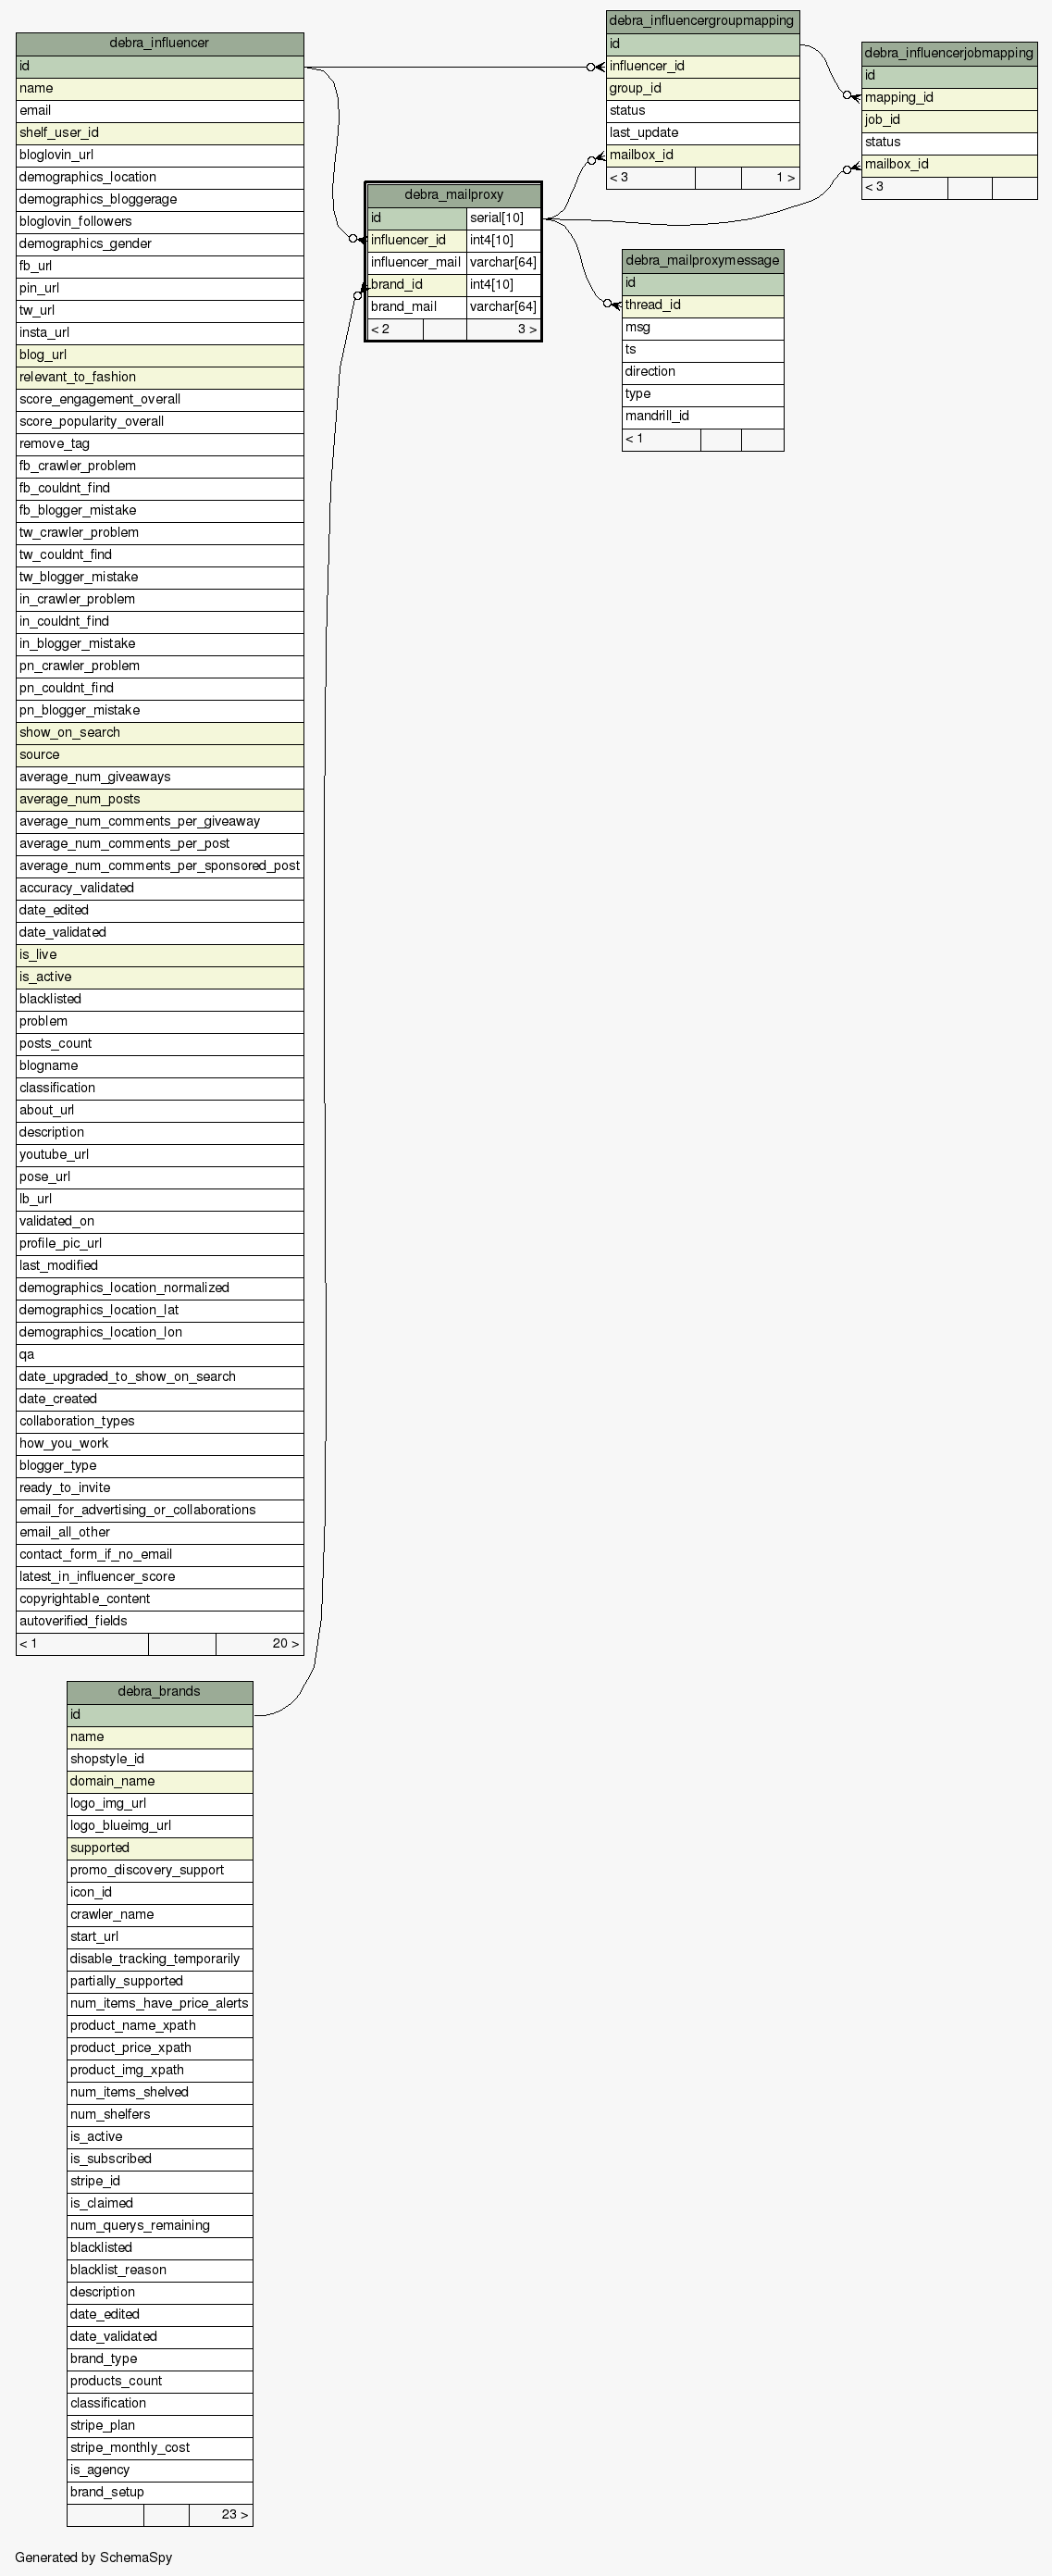 debra_influencer
id
name
email
shelf_user_id
bloglovin_url
demographics_location
demographics_bloggerage
bloglovin_followers
demographics_gender
fb_url
pin_url
tw_url
insta_url
blog_url
relevant_to_fashion
score_engagement_overall
score_popularity_overall
remove_tag
fb_crawler_problem
fb_couldnt_find
fb_blogger_mistake
tw_crawler_problem
tw_couldnt_find
tw_blogger_mistake
in_crawler_problem
in_couldnt_find
in_blogger_mistake
pn_crawler_problem
pn_couldnt_find
pn_blogger_mistake
show_on_search
source
average_num_giveaways
average_num_posts
average_num_comments_per_giveaway
average_num_comments_per_post
average_num_comments_per_sponsored_post
accuracy_validated
date_edited
date_validated
is_live
is_active
blacklisted
problem
posts_count
blogname
classification
about_url
description
youtube_url
pose_url
lb_url
validated_on
profile_pic_url
last_modified
demographics_location_normalized
demographics_location_lat
demographics_location_lon
qa
date_upgraded_to_show_on_search
date_created
collaboration_types
how_you_work
blogger_type
ready_to_invite
email_for_advertising_or_collaborations
email_all_other
contact_form_if_no_email
latest_in_influencer_score
copyrightable_content
autoverified_fields
< 1 20 >
debra_mailproxy
id serial[10]
influencer_id int4[10]
influencer_mail varchar[64]
brand_id int4[10]
brand_mail varchar[64]
< 2 3 >
debra_influencergroupmapping
id
influencer_id
group_id
status
last_update
mailbox_id
< 3 1 >
debra_influencerjobmapping
id
mapping_id
job_id
status
mailbox_id
< 3
debra_mailproxymessage
id
thread_id
msg
ts
direction
type
mandrill_id
< 1
debra_brands
id
name
shopstyle_id
domain_name
logo_img_url
logo_blueimg_url
supported
promo_discovery_support
icon_id
crawler_name
start_url
disable_tracking_temporarily
partially_supported
num_items_have_price_alerts
product_name_xpath
product_price_xpath
product_img_xpath
num_items_shelved
num_shelfers
is_active
is_subscribed
stripe_id
is_claimed
num_querys_remaining
blacklisted
blacklist_reason
description
date_edited
date_validated
brand_type
products_count
classification
stripe_plan
stripe_monthly_cost
is_agency
brand_setup
23 >
Generated by SchemaSpy